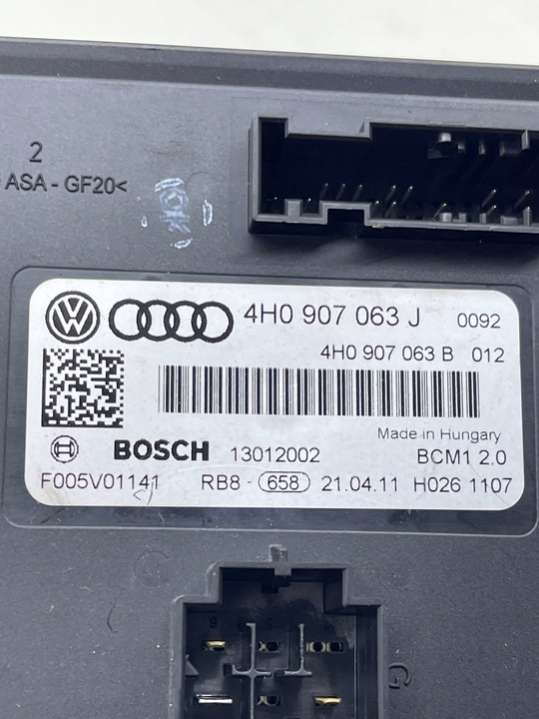 2
ASA - GF20<
4H0 907 063 J 0092
4H0 907 063 B 012
Made in Hungary
BOSCH 13012002 BCM1 2.0
F005V01141 RB8 - 658 21.04.11 H026 1107
G